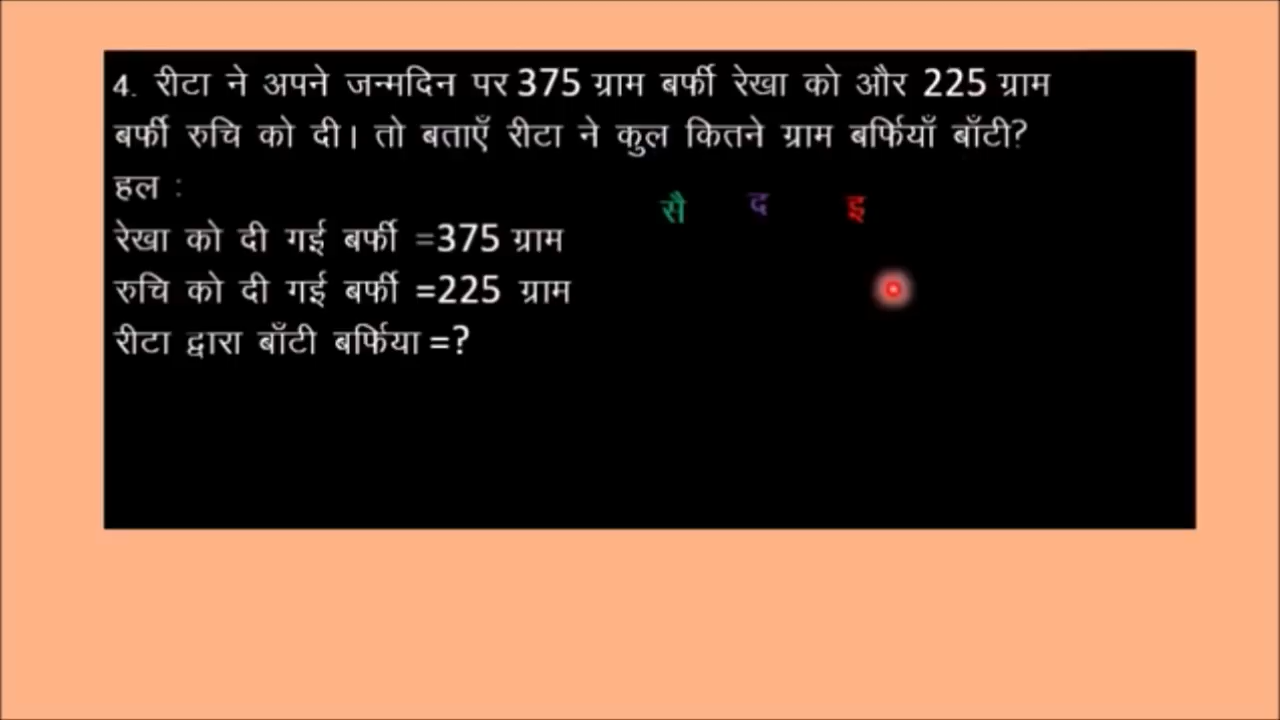 4. रीटा ने अपने जन्मदिन पर 375 ग्राम बर्फी रेखा को और 225 ग्राम
बर्फी रुचि को दी। तो बताएँ रीटा ने कुल कितने ग्राम बर्फियाँ बाँटी?
हल :
सै द इ
रेखा को दी गई बर्फी =375 ग्राम
रुचि को दी गई बर्फी =225 ग्राम
रीटा द्वारा बाँटी बर्फिया =?